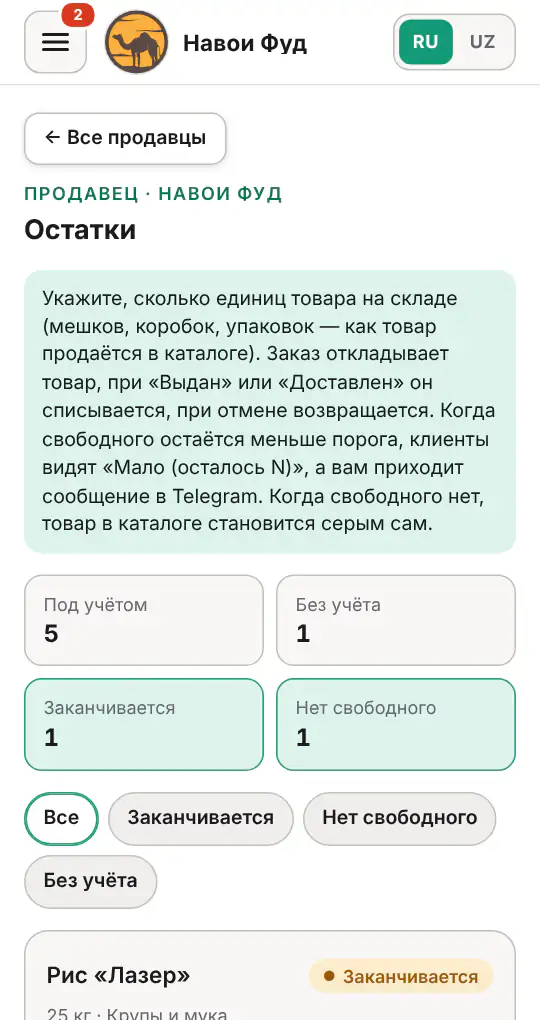 2
Навои Фуд
RU UZ
← Все продавцы
ПРОДАВЕЦ · НАВОИ ФУД
Остатки
Укажите, сколько единиц товара на складе
(мешков, коробок, упаковок — как товар
продаётся в каталоге). Заказ откладывает
товар, при «Выдан» или «Доставлен» он
списывается, при отмене возвращается. Когда
свободного остаётся меньше порога, клиенты
видят «Мало (осталось N)», а вам приходит
сообщение в Telegram. Когда свободного нет,
товар в каталоге становится серым сам.
Под учётом
5
Без учёта
1
Заканчивается
1
Нет свободного
1
Все Заканчивается Нет свободного
Без учёта
Рис «Лазер» Заканчивается
25 кг · Крупы и мука